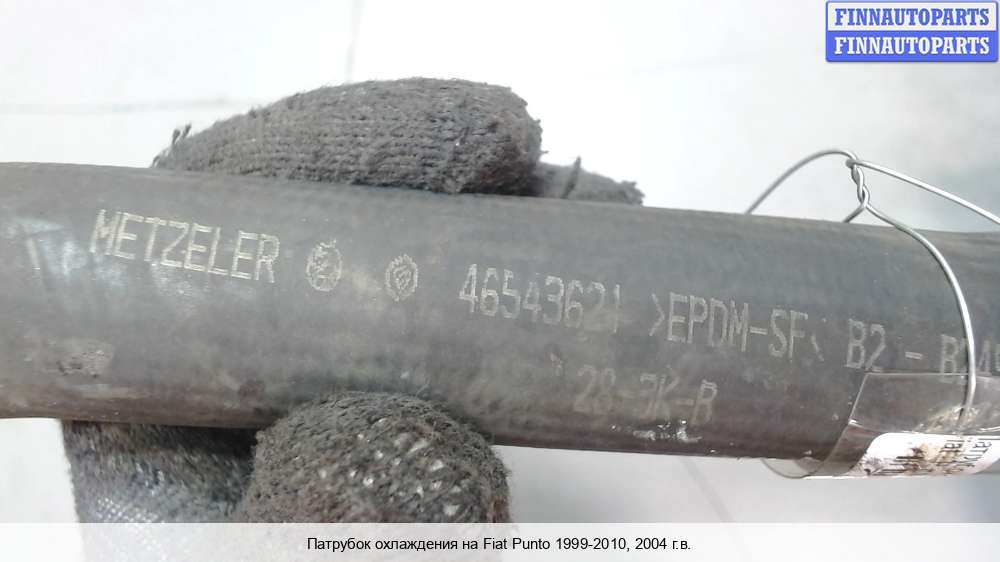 FINNAUTOPARTS
FINNAUTOPARTS
METZELER 46543621 >EPDM-SF< B2 -
Патрубок охлаждения на Fiat Punto 1999-2010, 2004 г.в.